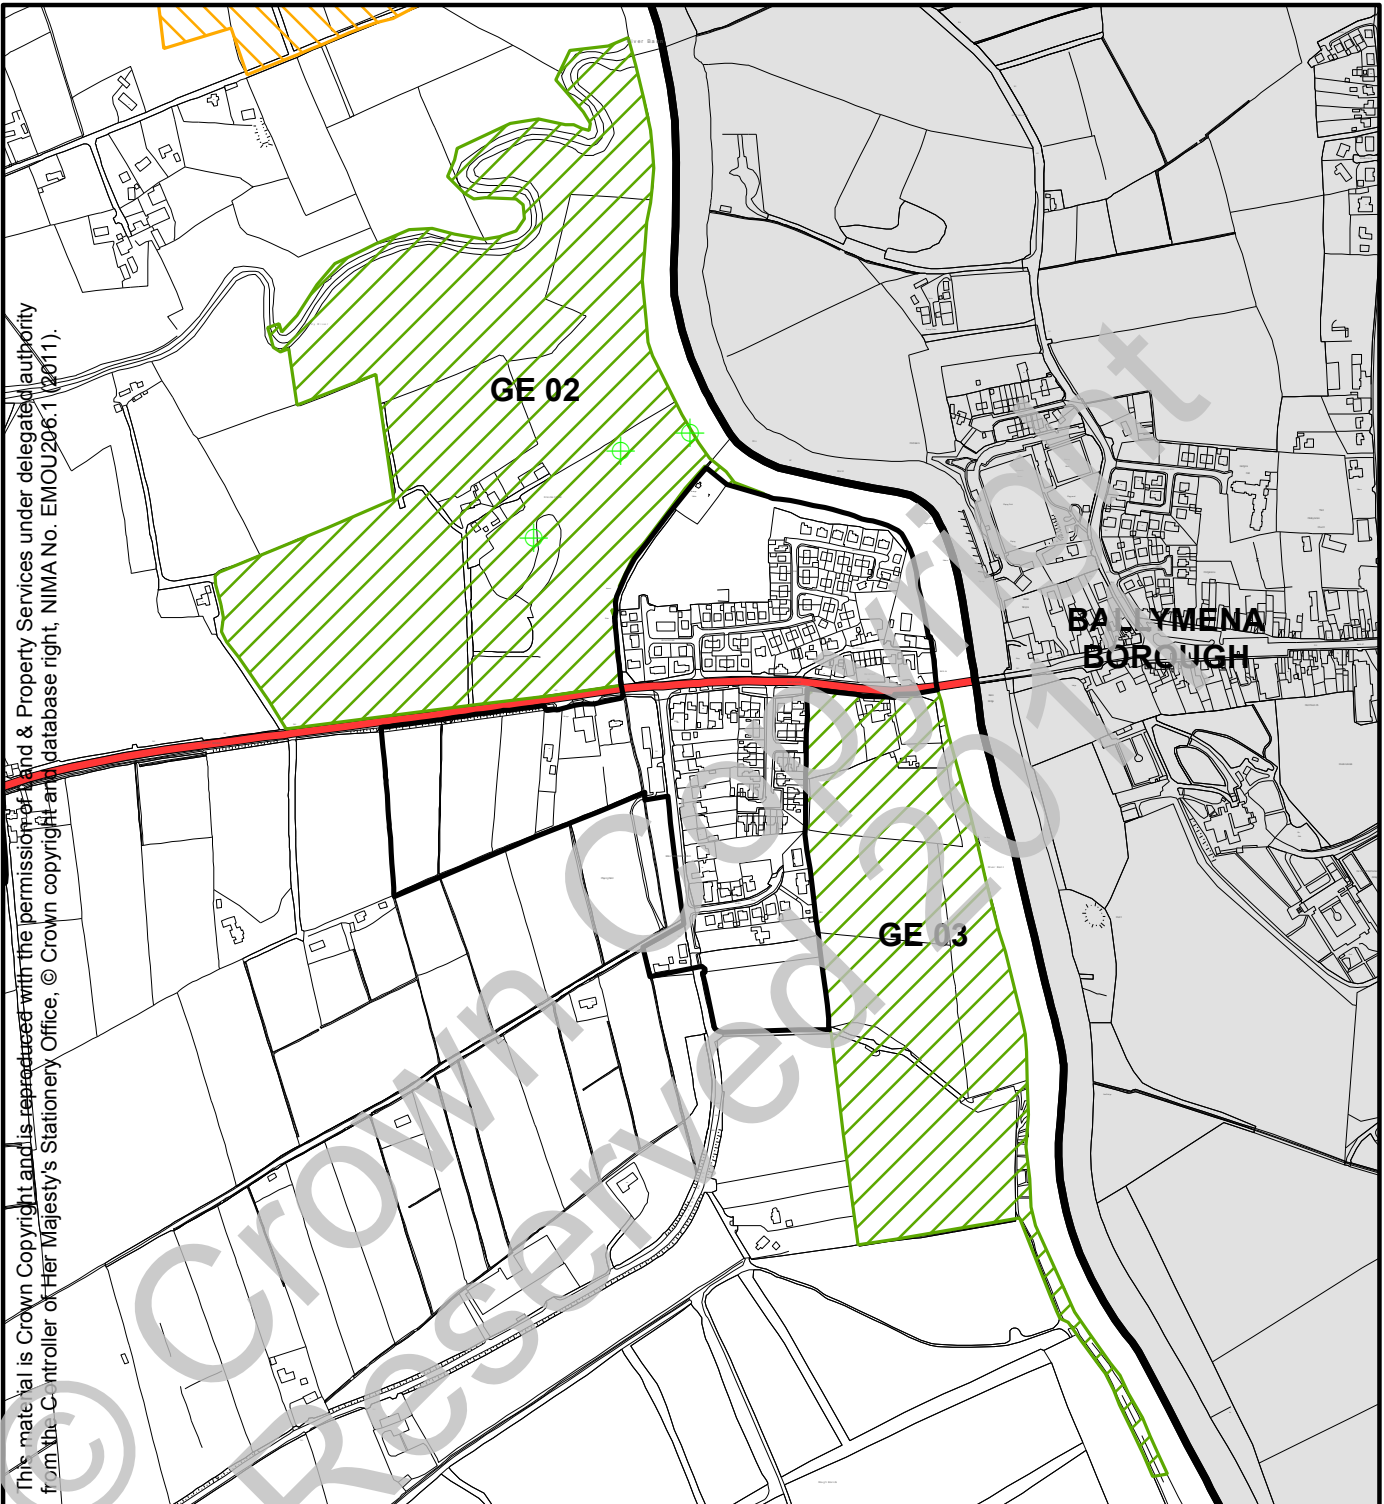 GE 02
BALLYMENA
BOROUGH
GE 03
This material is Crown Copyright and is reproduced with the permission of Land & Property Services under delegated authority
from the Controller of Her Majesty's Stationery Office, © Crown copyright and database right, NIMA No. EMOU206.1 (2011).
© Crown Copyright
Reserved 2011